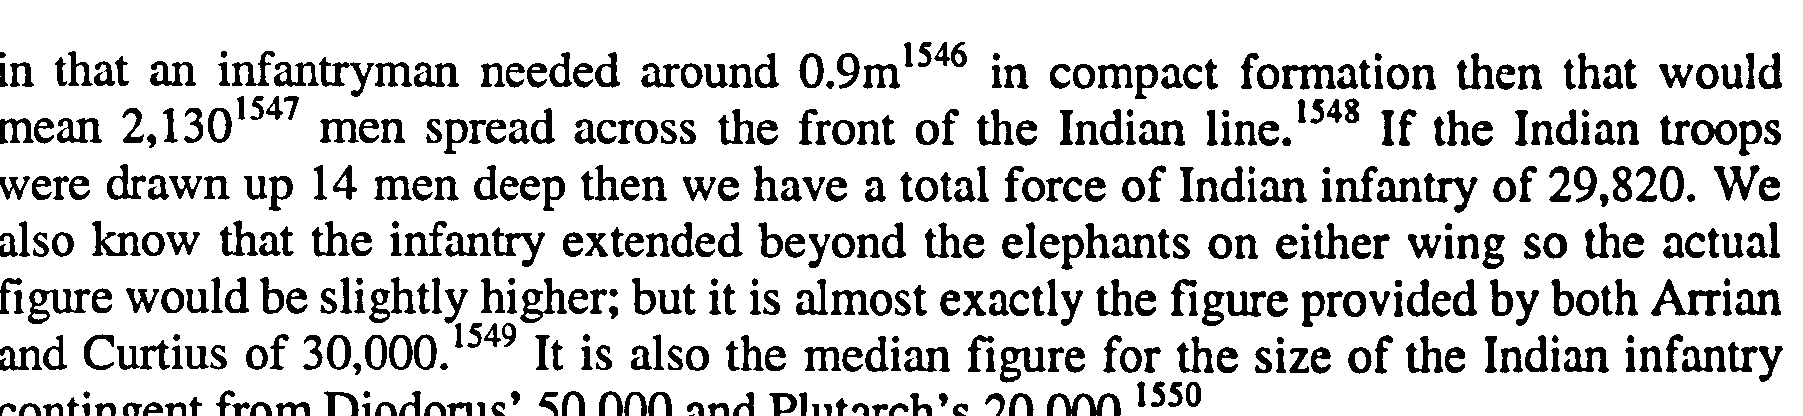 in that an infantryman needed around 0.9m1546 in compact formation then that would
mean 2,1301547 men spread across the front of the Indian line.1548 If the Indian troops
were drawn up 14 men deep then we have a total force of Indian infantry of 29,820. We
also know that the infantry extended beyond the elephants on either wing so the actual
figure would be slightly higher; but it is almost exactly the figure provided by both Arrian
and Curtius of 30,000.1549 It is also the median figure for the size of the Indian infantry
contingent from Diodorus' 50,000 and Plutarch's 20,000.1550